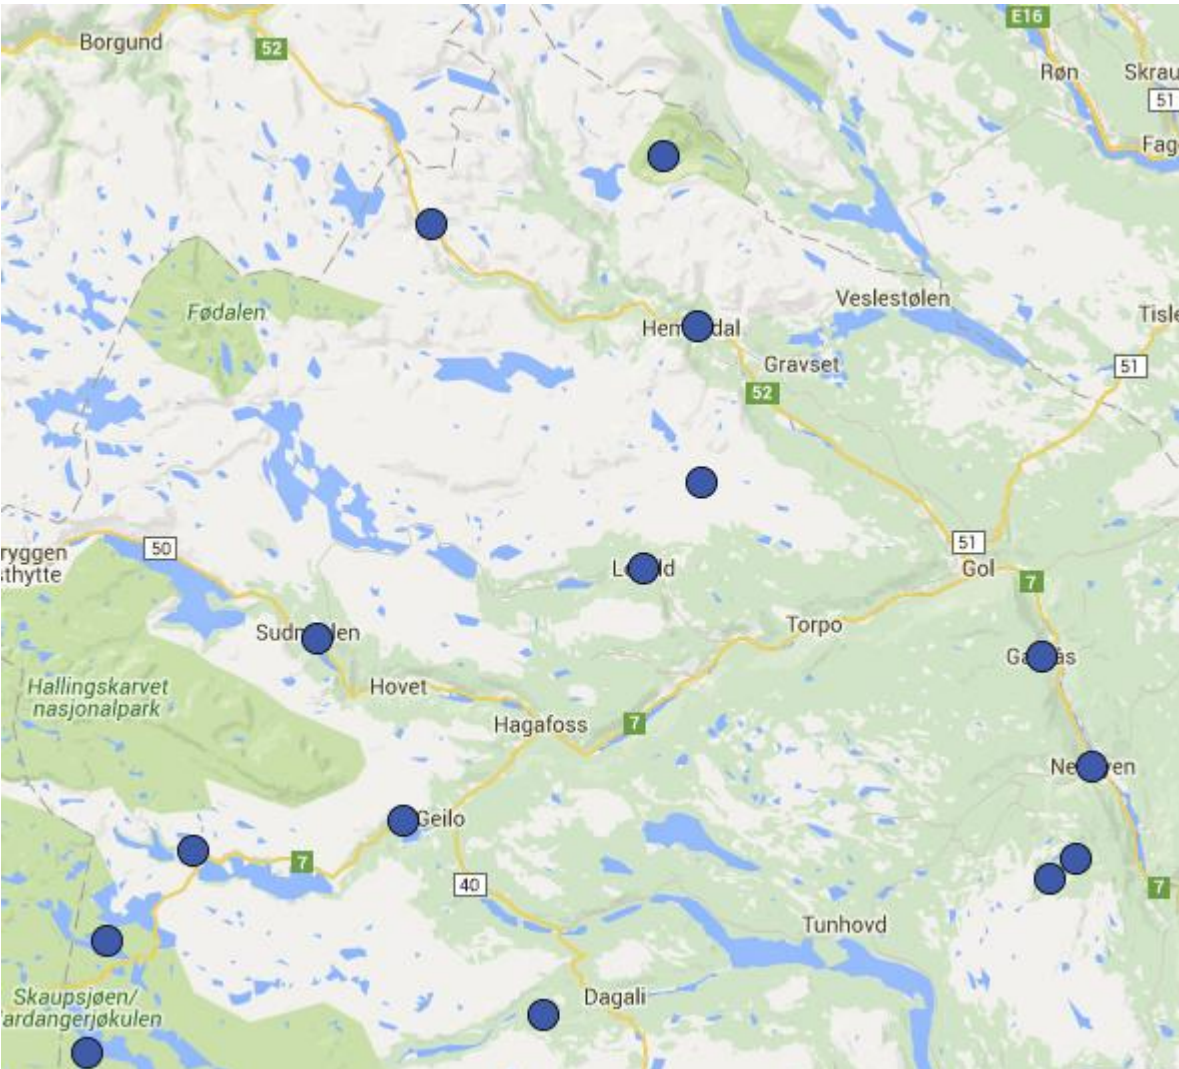 E16
Borgund
52
Røn
Skrau
51
Fag
Veslestølen
Fødalen
Tisle
Gravset
51
52
50
51
ryggen
sthytte
Gol
7
Torpo
Hallingskarvet
nasjonalpark
Hovet
Hagafoss
7
Geilo
7
40
7
Tunhovd
Skaupsjøen/
ardangerjøkulen
Dagali